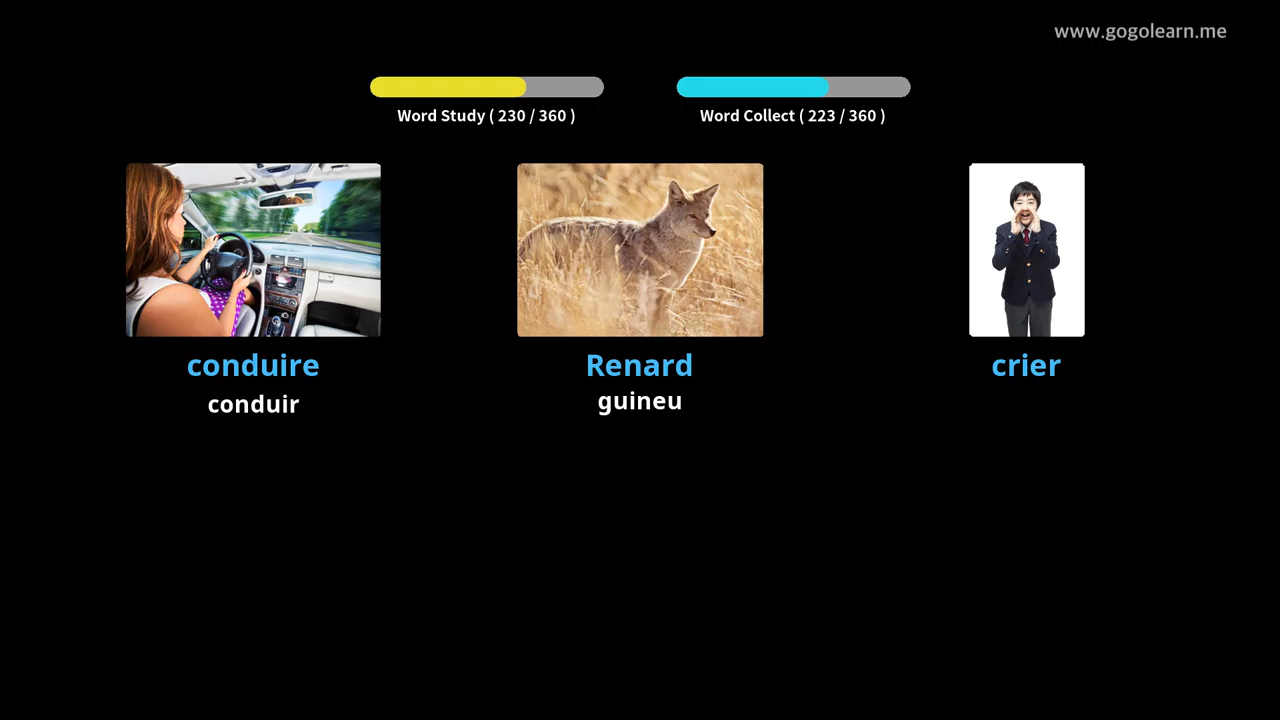 www.gogolearn.me
Word Study ( 230 / 360 )
Word Collect ( 223 / 360 )
conduire
Renard
crier
conduir
guineu